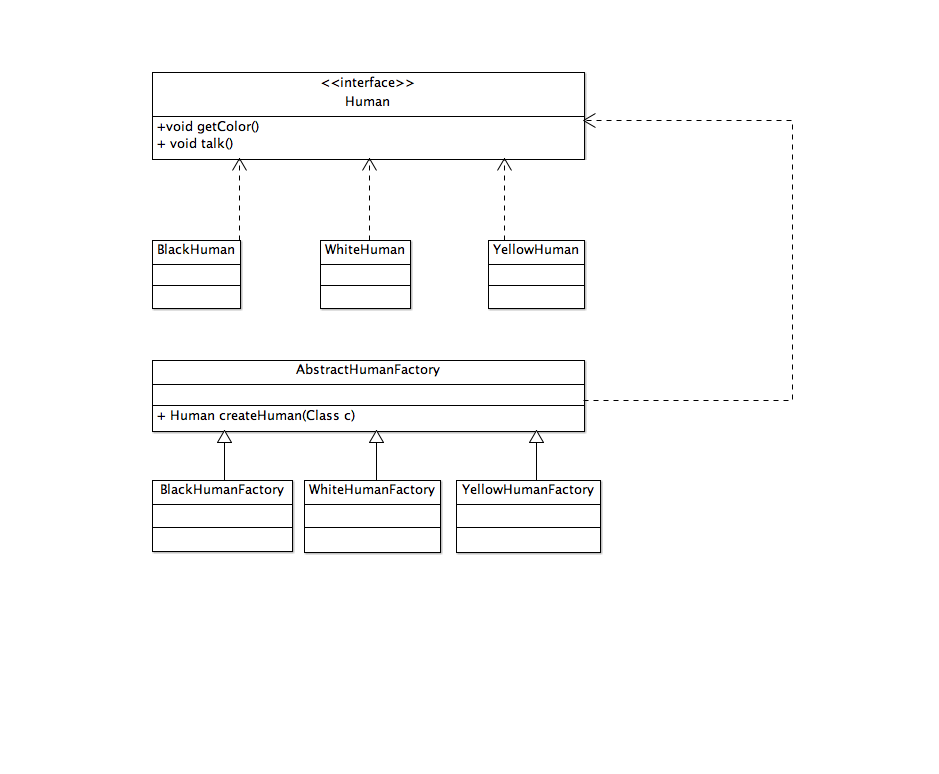 <<interface>>
Human
+void getColor()
+ void talk()
BlackHuman
WhiteHuman
YellowHuman
AbstractHumanFactory
+ Human createHuman(Class c)
BlackHumanFactory
WhiteHumanFactory
YellowHumanFactory